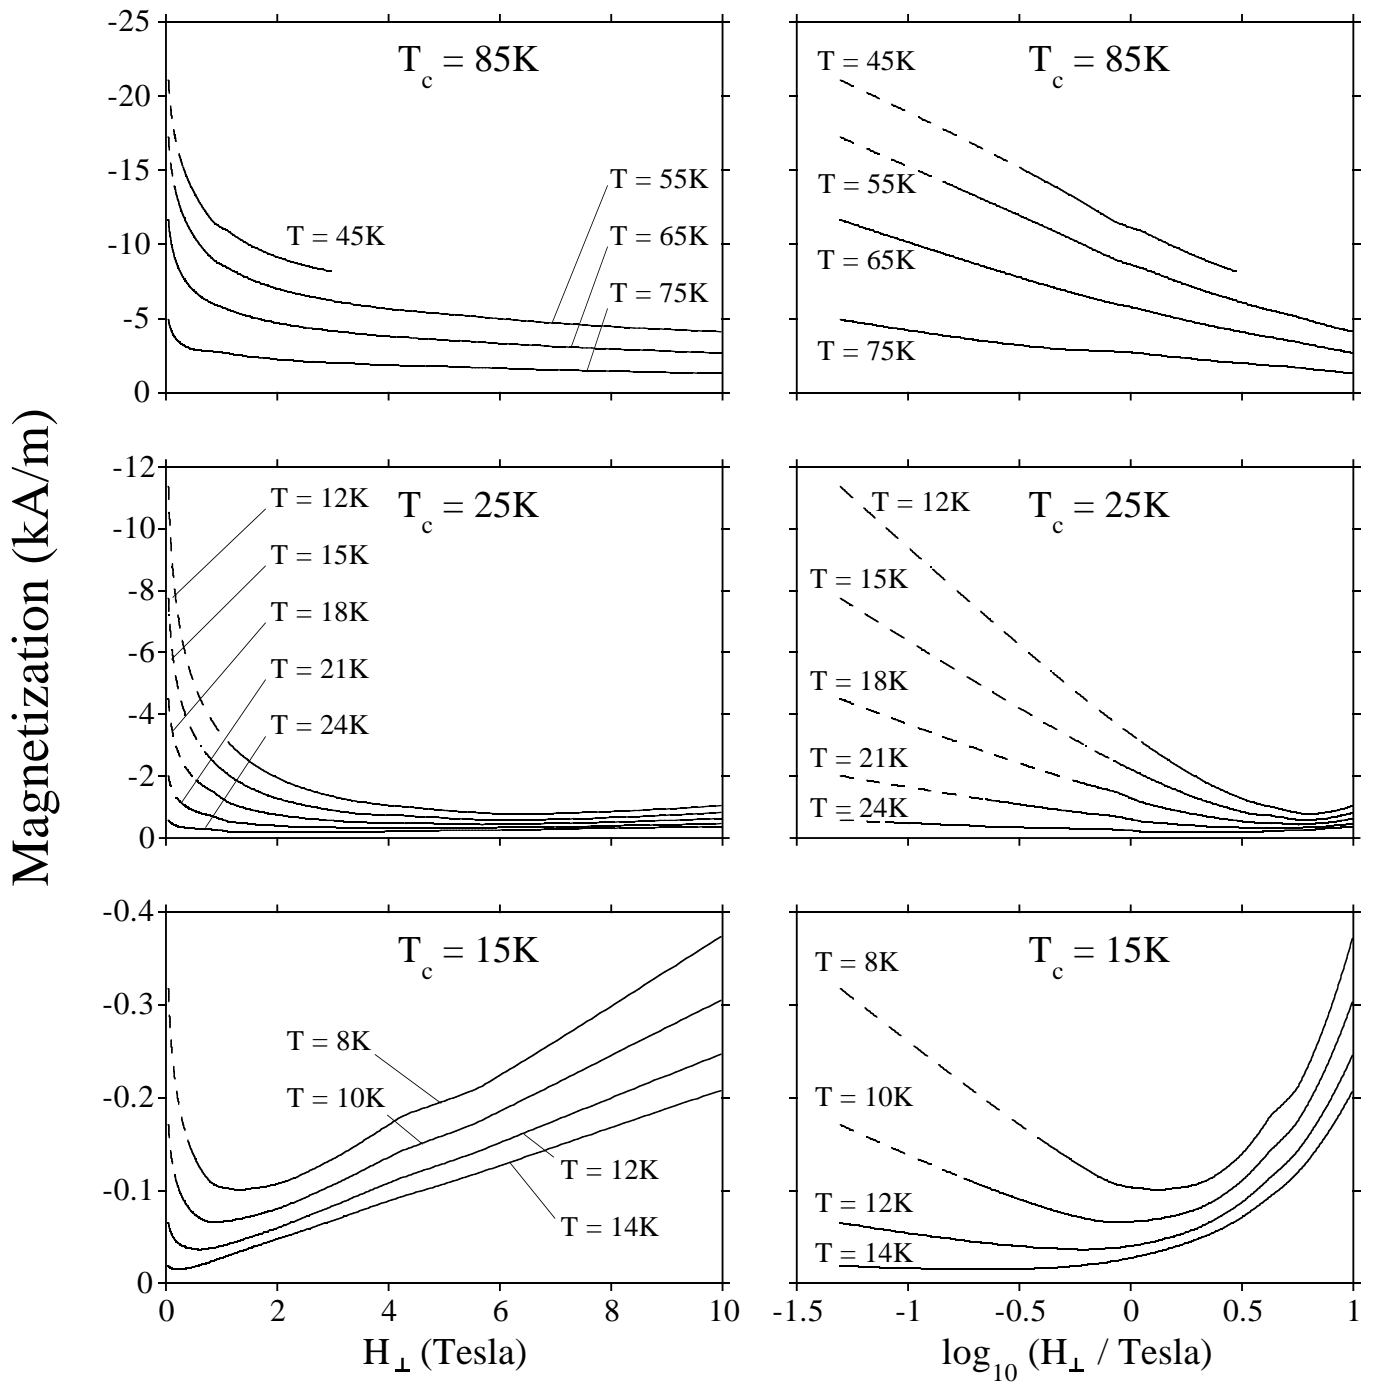 Magnetization (kA/m)
-25
-20
-15
-10
-5
0
T_c = 85K
T = 45K
T = 55K
T = 65K
T = 75K
T_c = 85K
T = 45K
T = 55K
T = 65K
T = 75K
-12
-10
-8
-6
-4
-2
0
T_c = 25K
T = 12K
T = 15K
T = 18K
T = 21K
T = 24K
T_c = 25K
T = 12K
T = 15K
T = 18K
T = 21K
T = 24K
-0.4
-0.3
-0.2
-0.1
0
T_c = 15K
T = 8K
T = 10K
T = 12K
T = 14K
0 2 4 6 8 10
H_⊥ (Tesla)
T_c = 15K
T = 8K
T = 10K
T = 12K
T = 14K
-1.5 -1 -0.5 0 0.5 1
log_10 (H_⊥ / Tesla)